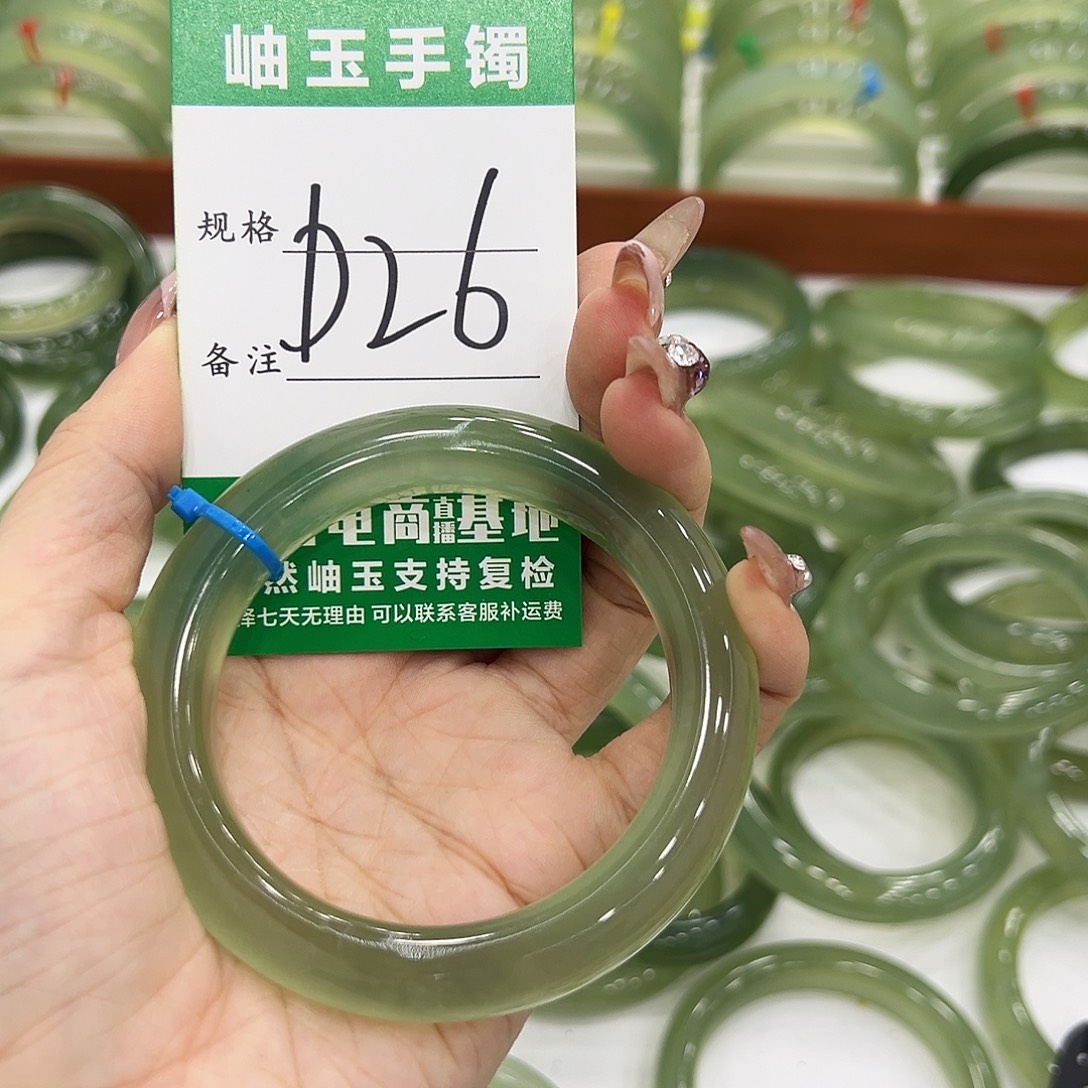 岫玉手镯
规格
D26
备注
电商直播基地
然岫玉支持复检
择七天无理由 可以联系客服补运费